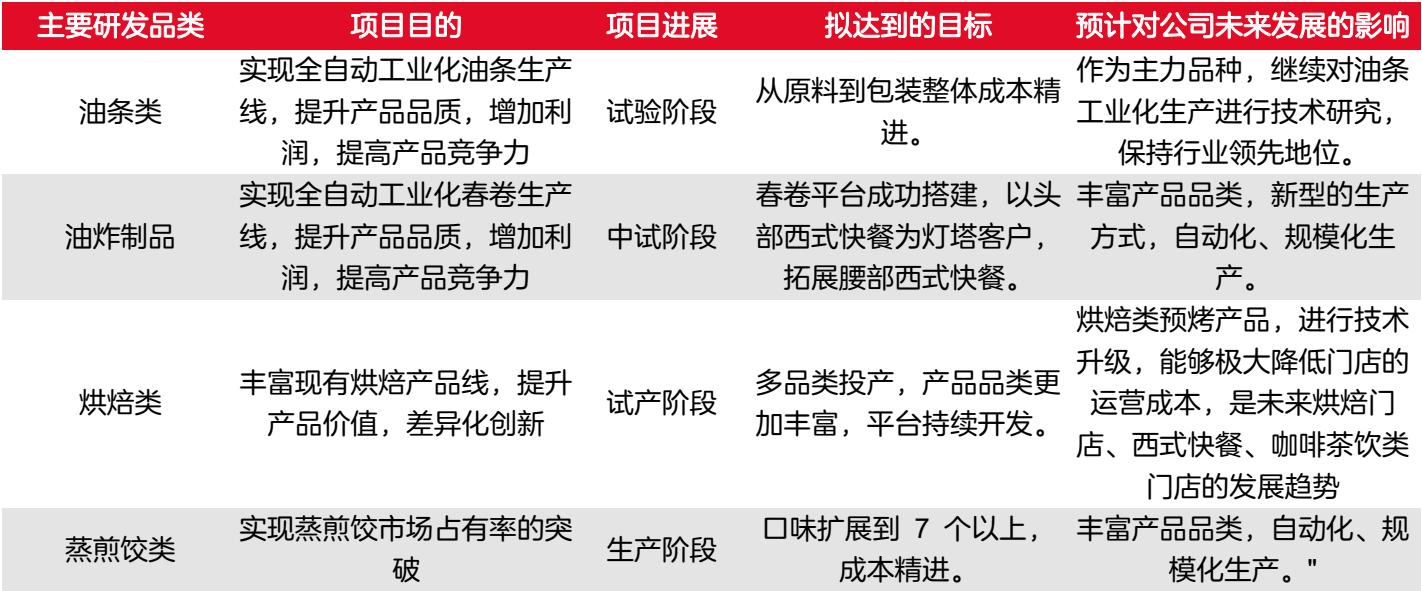 主要研发品类 项目目的 项目进展 拟达到的目标 预计对公司未来发展的影响
油条类
实现全自动工业化油条生产
线，提升产品品质，增加利
润，提高产品竞争力
试验阶段
从原料到包装整体成本精
进。
作为主力品种，继续对油条
工业化生产进行技术研究，
保持行业领先地位。
油炸制品
实现全自动工业化春卷生产
线，提升产品品质，增加利
润，提高产品竞争力
中试阶段
春卷平台成功搭建，以头
部西式快餐为灯塔客户，
拓展腰部西式快餐。
丰富产品品类，新型的生产
方式，自动化、规模化生
产。
烘焙类
丰富现有烘焙产品线，提升
产品价值，差异化创新
试产阶段
多品类投产，产品品类更
加丰富，平台持续开发。
烘焙类预烤产品，进行技术
升级，能够极大降低门店的
运营成本，是未来烘焙门
店、西式快餐、咖啡茶饮类
门店的发展趋势
蒸煎饺类
实现蒸煎饺市场占有率的突
破
生产阶段
口味扩展到 7 个以上，
成本精进。
丰富产品品类，自动化、规
模化生产。"